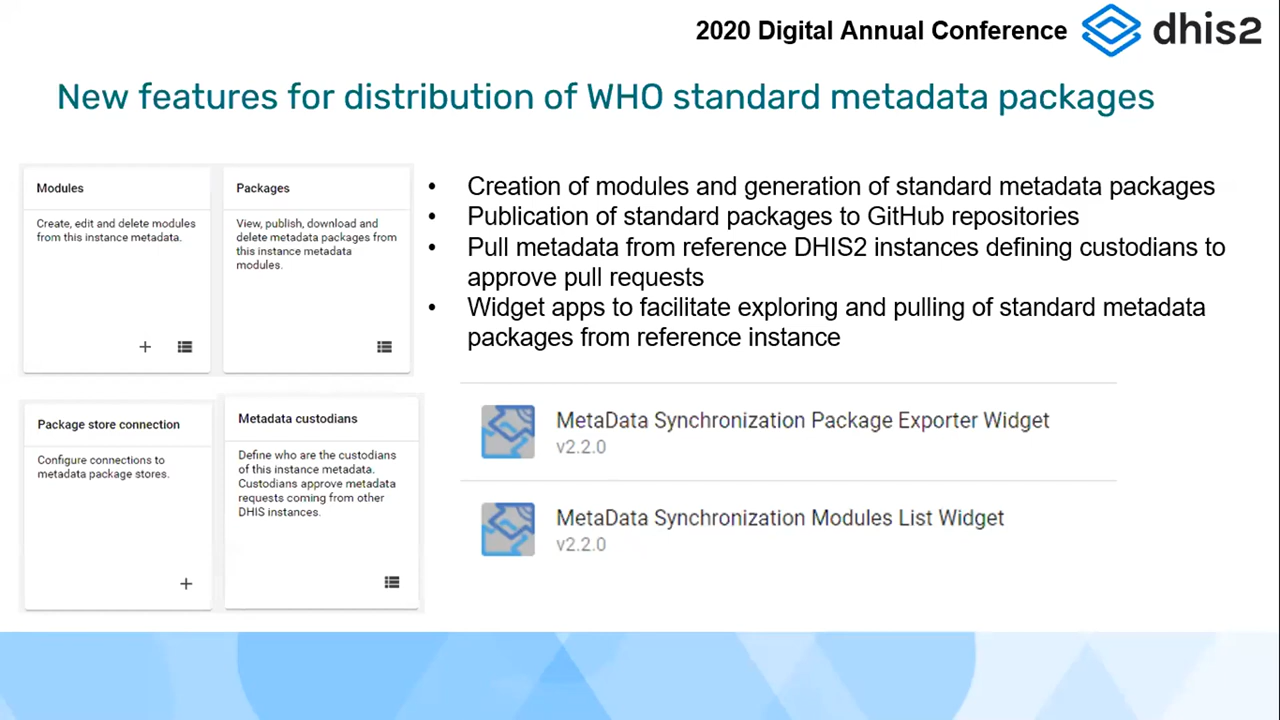 2020 Digital Annual Conference
dhis2
New features for distribution of WHO standard metadata packages
Modules
Create, edit and delete modules
from this instance metadata.
Packages
View, publish, download and
delete metadata packages from
this instance metadata
modules.
Package store connection
Configure connections to
metadata package stores.
Metadata custodians
Define who are the custodians
of this instance metadata.
Custodians approve metadata
requests coming from other
DHIS instances.
• Creation of modules and generation of standard metadata packages
• Publication of standard packages to GitHub repositories
• Pull metadata from reference DHIS2 instances defining custodians to
approve pull requests
• Widget apps to facilitate exploring and pulling of standard metadata
packages from reference instance
MetaData Synchronization Package Exporter Widget
v2.2.0
MetaData Synchronization Modules List Widget
v2.2.0